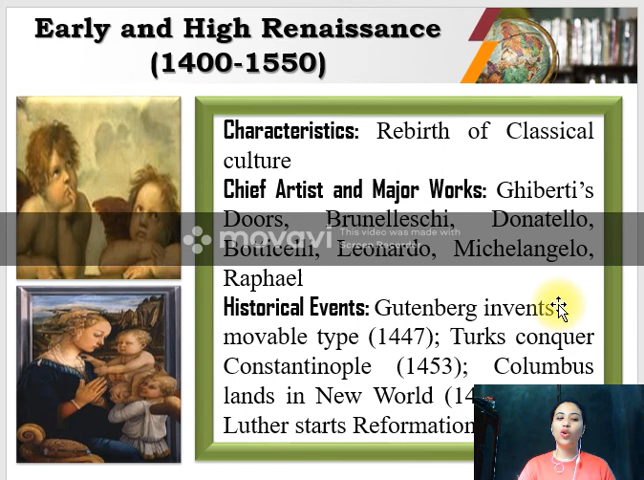 Early and High Renaissance
(1400-1550)
Characteristics: Rebirth of Classical
culture
Chief Artist and Major Works: Ghiberti's
Doors, Brunelleschi, Donatello,
Botticelli, Leonardo, Michelangelo,
Raphael
Historical Events: Gutenberg invents
movable type (1447); Turks conquer
Constantinople (1453); Columbus
lands in New World
Luther starts Reformation
movavi
This video was made with
Screen Recorder